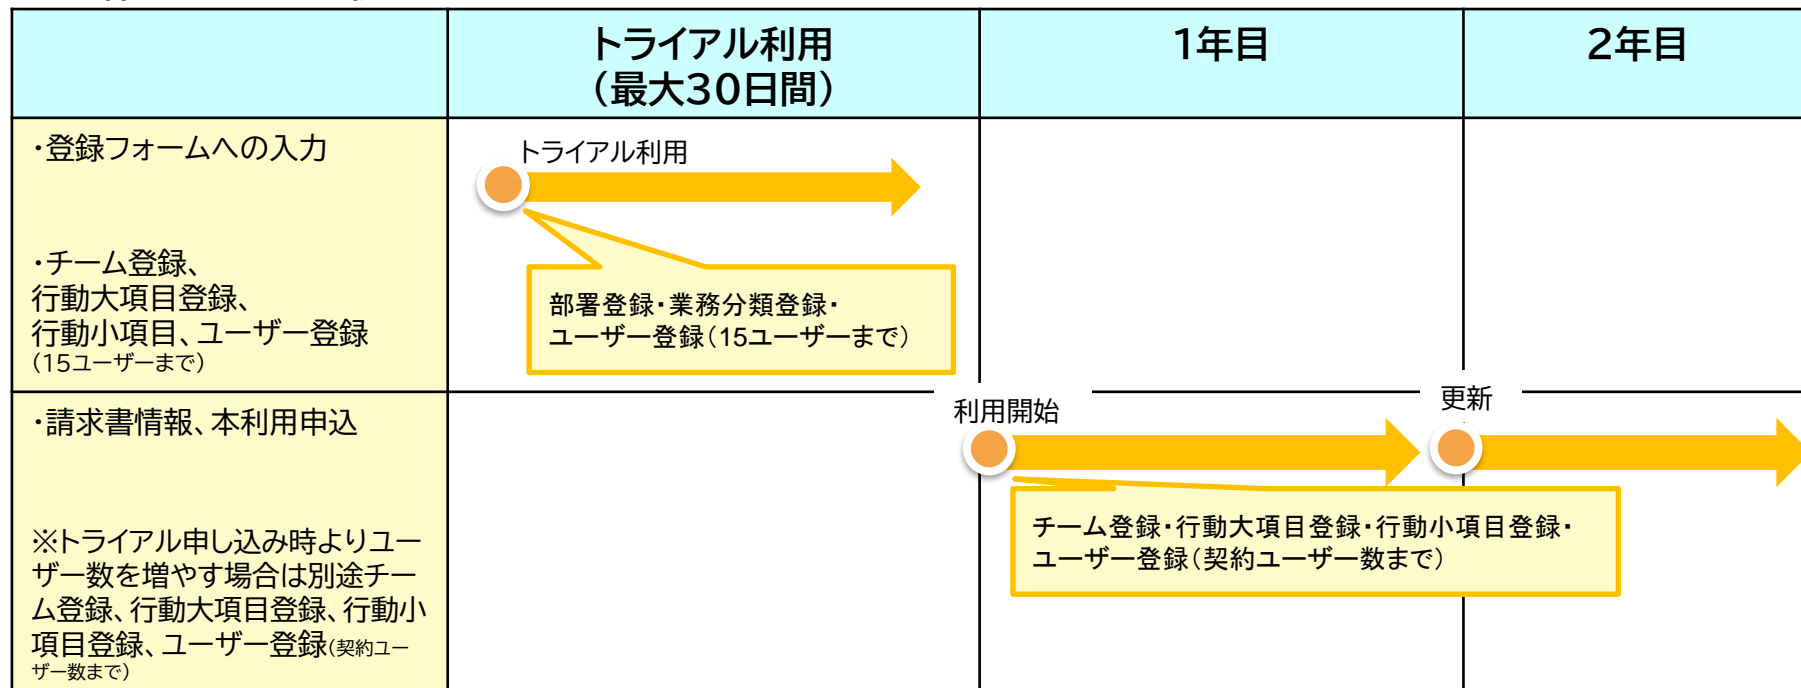 トライアル利用
（最大30日間）
1年目
2年目
・登録フォームへの入力
・チーム登録、
行動大項目登録、
行動小項目、ユーザー登録
（15ユーザーまで）
トライアル利用
部署登録・業務分類登録・
ユーザー登録（15ユーザーまで）
・請求書情報、本利用申込
※トライアル申し込み時よりユー
ザー数を増やす場合は別途チー
ム登録、行動大項目登録、行動小
項目登録、ユーザー登録（契約ユー
ザー数まで）
利用開始
更新
チーム登録・行動大項目登録・行動小項目登録・
ユーザー登録（契約ユーザー数まで）